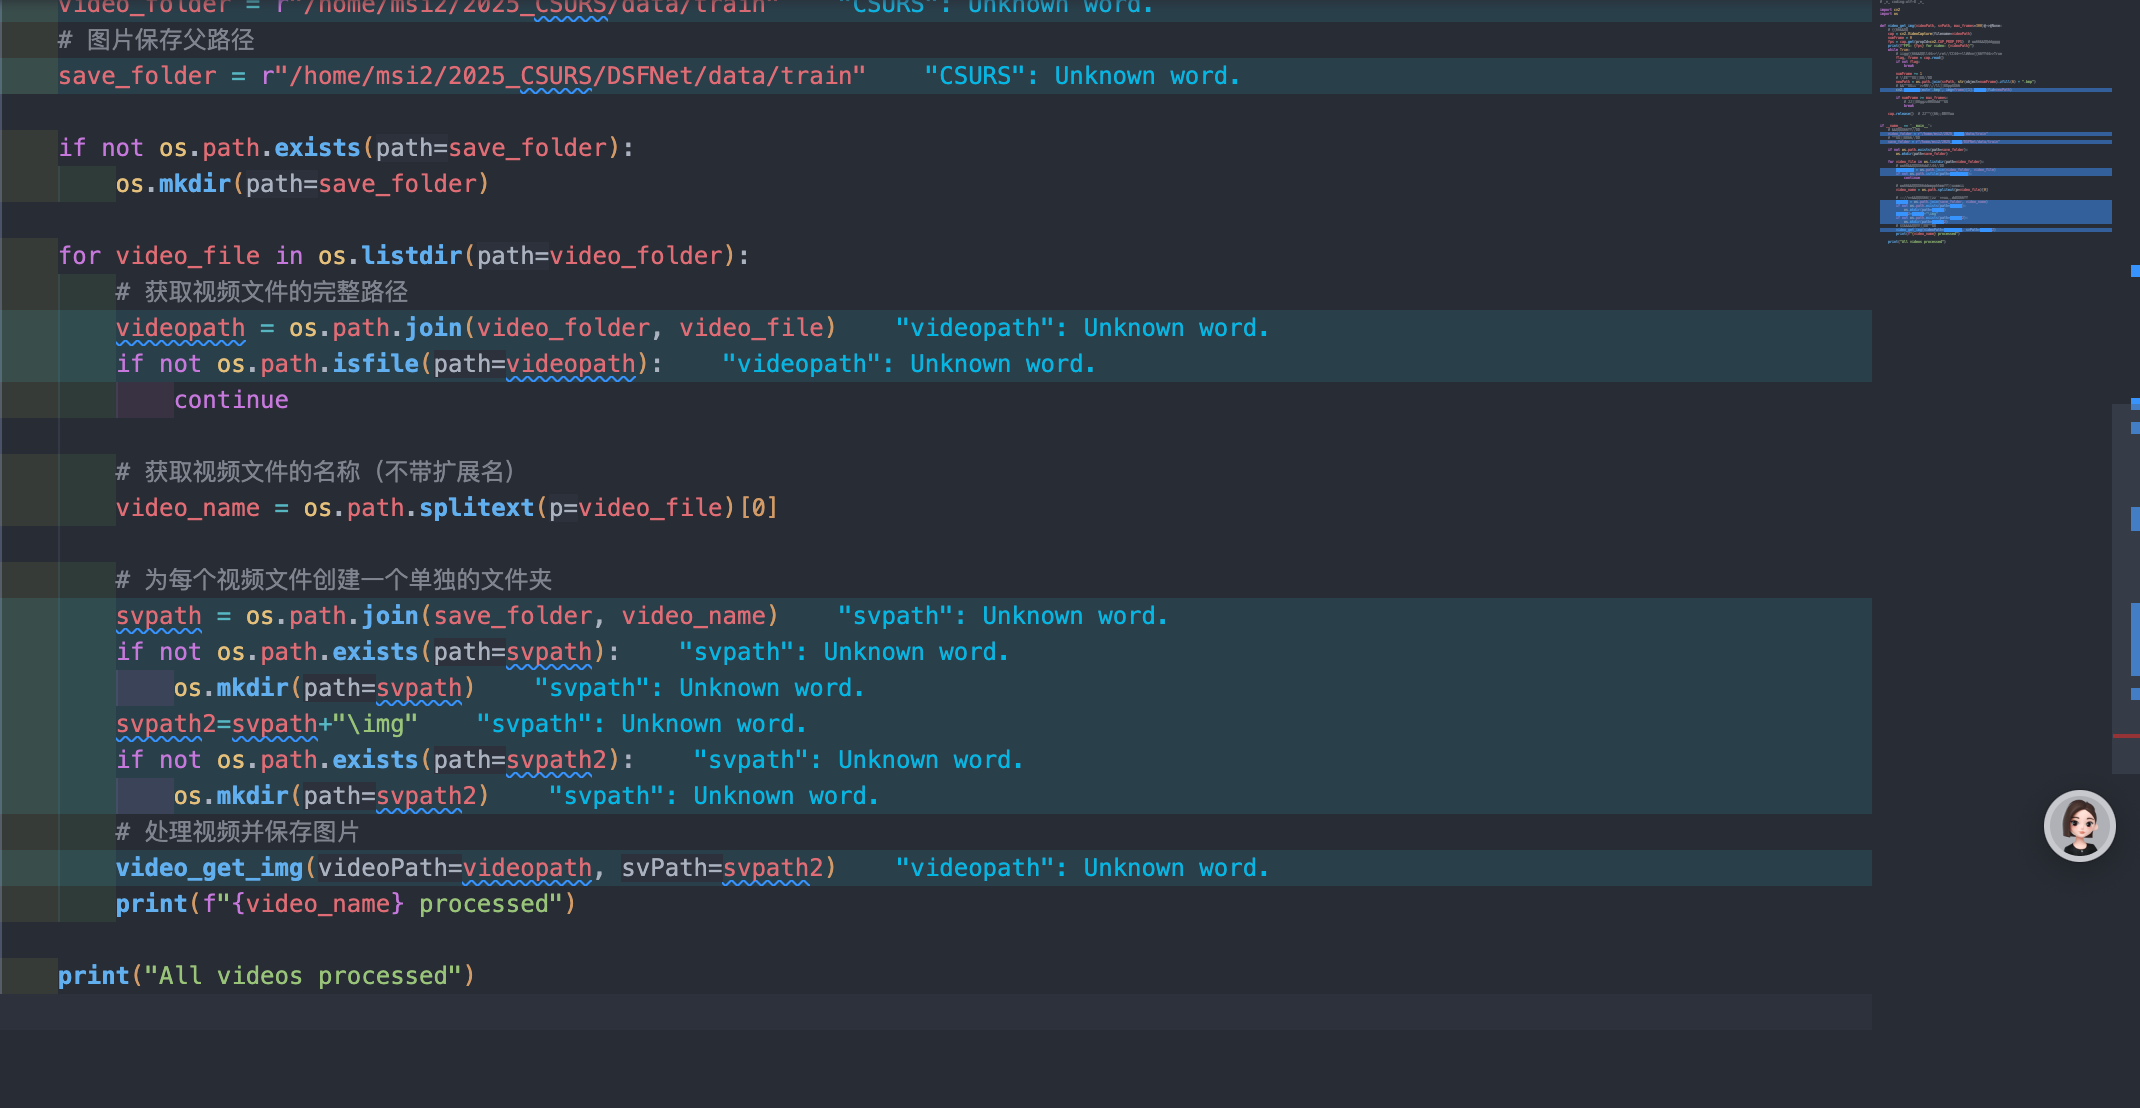 video_folder = r"/home/msi2/2025_CSURS/data/train"    "CSURS": Unknown word.
# 图片保存父路径
save_folder = r"/home/msi2/2025_CSURS/DSFNet/data/train"    "CSURS": Unknown word.
if not os.path.exists(path=save_folder):
os.mkdir(path=save_folder)
for video_file in os.listdir(path=video_folder):
# 获取视频文件的完整路径
videopath = os.path.join(video_folder, video_file)    "videopath": Unknown word.
if not os.path.isfile(path=videopath):    "videopath": Unknown word.
continue
# 获取视频文件的名称（不带扩展名）
video_name = os.path.splitext(p=video_file)[0]
# 为每个视频文件创建一个单独的文件夹
svpath = os.path.join(save_folder, video_name)    "svpath": Unknown word.
if not os.path.exists(path=svpath):    "svpath": Unknown word.
os.mkdir(path=svpath)    "svpath": Unknown word.
svpath2=svpath+"\img"    "svpath": Unknown word.
if not os.path.exists(path=svpath2):    "svpath": Unknown word.
os.mkdir(path=svpath2)    "svpath": Unknown word.
# 处理视频并保存图片
video_get_img(videoPath=videopath, svPath=svpath2)    "videopath": Unknown word.
print(f"{video_name} processed")
print("All videos processed")